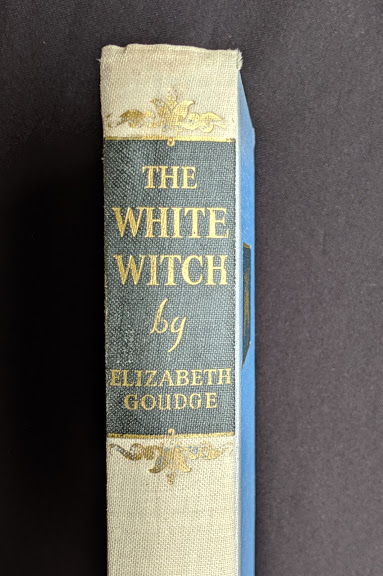 THE
WHITE
WITCH
by
ELIZABETH
GOUDGE